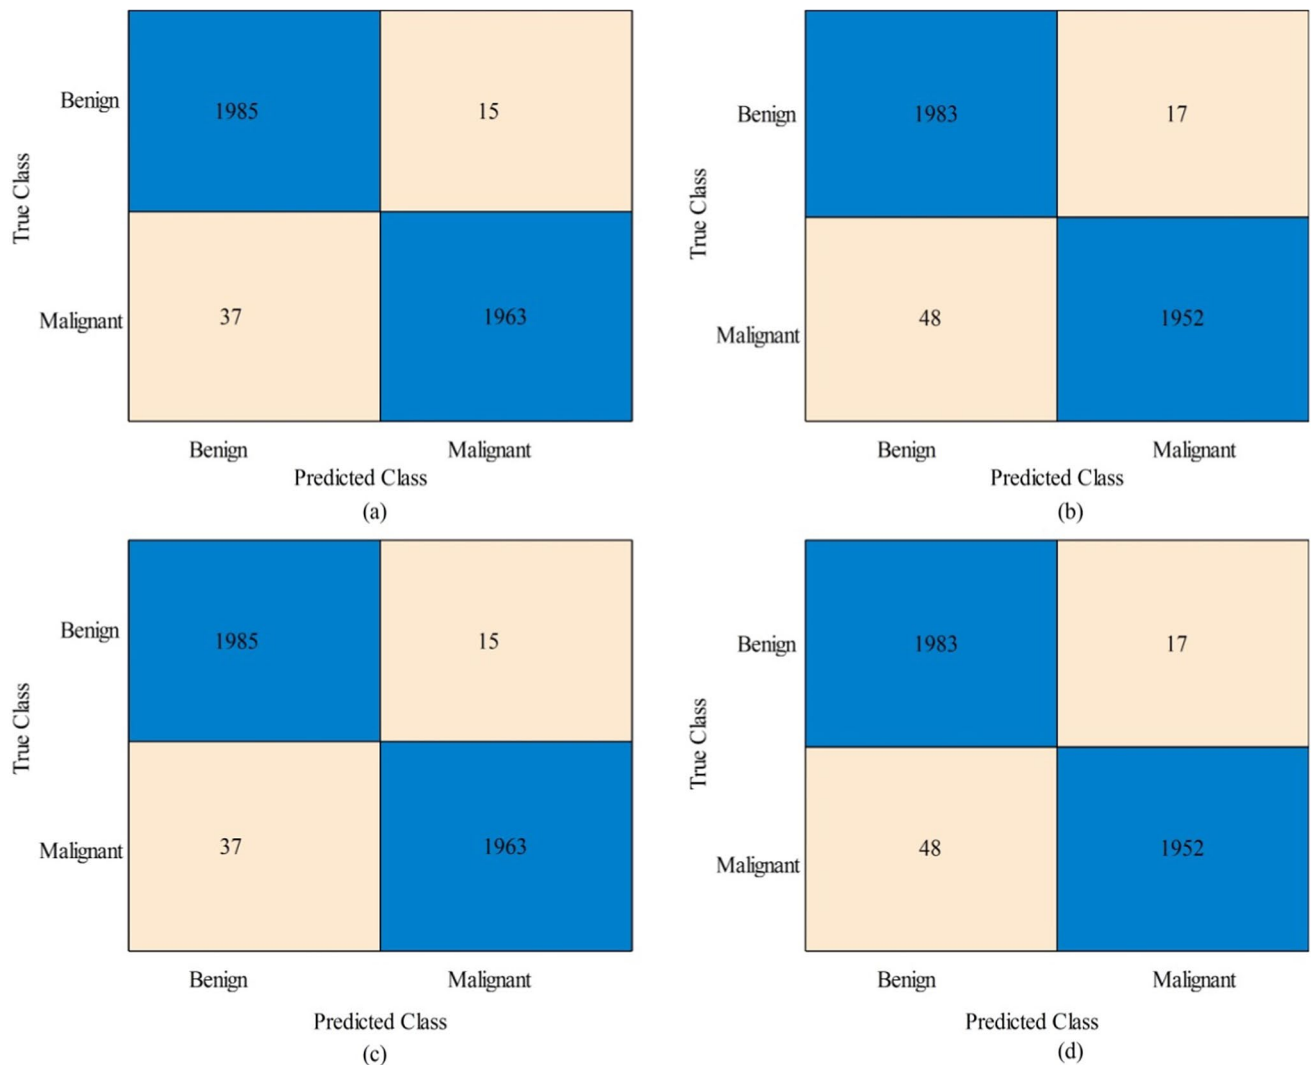 Benign 1985 15
True Class
Malignant 37 1963
Benign Malignant
Predicted Class
(a)
Benign 1983 17
True Class
Malignant 48 1952
Benign Malignant
Predicted Class
(b)
Benign 1985 15
True Class
Malignant 37 1963
Benign Malignant
Predicted Class
(c)
Benign 1983 17
True Class
Malignant 48 1952
Benign Malignant
Predicted Class
(d)